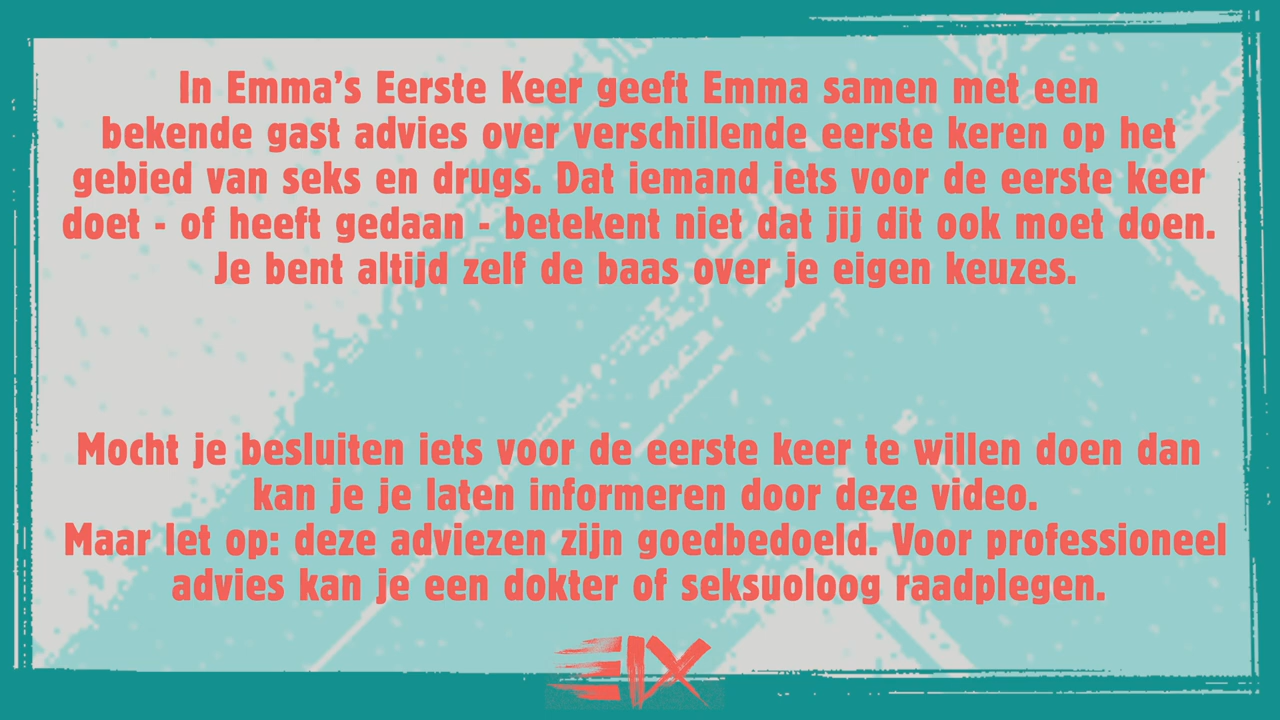 In Emma's Eerste Keer geeft Emma samen met een
bekende gast advies over verschillende eerste keren op het
gebied van seks en drugs. Dat iemand iets voor de eerste keer
doet - of heeft gedaan - betekent niet dat jij dit ook moet doen.
Je bent altijd zelf de baas over je eigen keuzes.
Mocht je besluiten iets voor de eerste keer te willen doen dan
kan je je laten informeren door deze video.
Maar let op: deze adviezen zijn goedbedoeld. Voor professioneel
advies kan je een dokter of seksuoloog raadplegen.